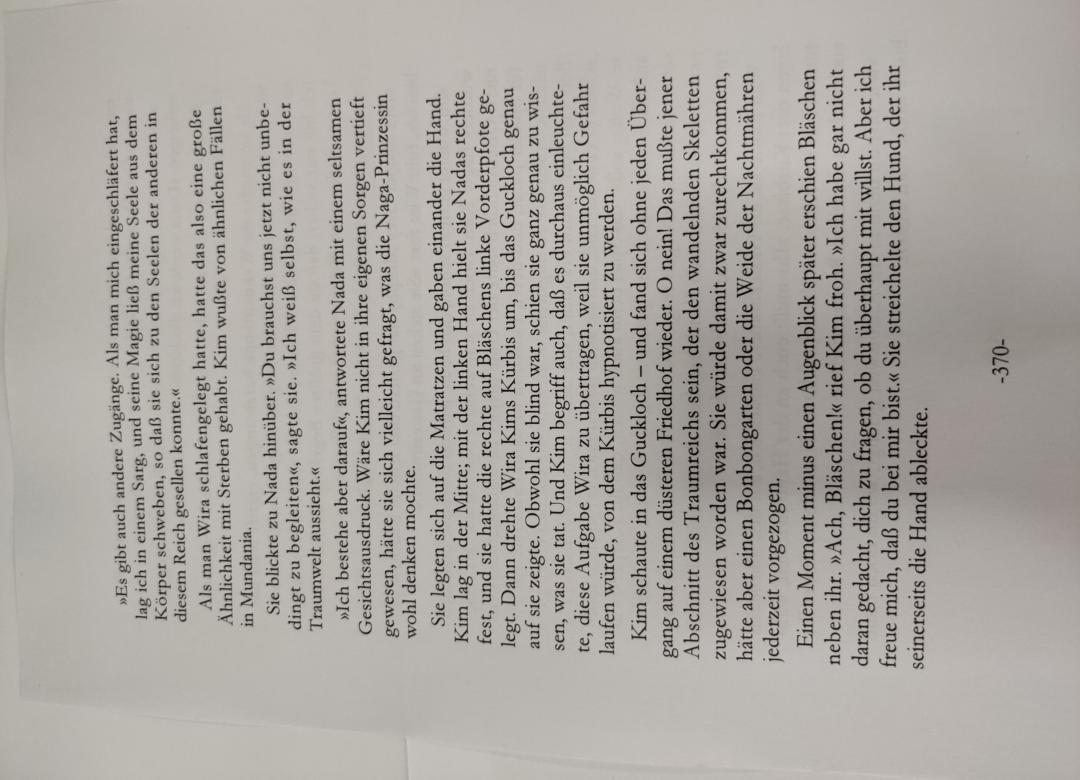 »Es gibt auch andere Zugänge. Als man mich eingeschläfert hat,
lag ich in einem Sarg, und seine Magie ließ meine Seele aus dem
Körper schweben, so daß sie sich zu den Seelen der anderen in
diesem Reich gesellen konnte.«
Als man Wira schlafengelegt hatte, hatte das also eine große
Ähnlichkeit mit Sterben gehabt. Kim wußte von ähnlichen Fällen
in Mundania.
Sie blickte zu Nada hinüber. »Du brauchst uns jetzt nicht unbe-
dingt zu begleiten«, sagte sie. »Ich weiß selbst, wie es in der
Traumwelt aussieht.«
»Ich bestehe aber darauf«, antwortete Nada mit einem seltsamen
Gesichtsausdruck. Wäre Kim nicht in ihre eigenen Sorgen vertieft
gewesen, hätte sie sich vielleicht gefragt, was die Naga-Prinzessin
wohl denken mochte.
Sie legten sich auf die Matratzen und gaben einander die Hand.
Kim lag in der Mitte; mit der linken Hand hielt sie Nadas rechte
fest, und sie hatte die rechte auf Bläschens linke Vorderpfote ge-
legt. Dann drehte Wira Kims Kürbis um, bis das Guckloch genau
auf sie zeigte. Obwohl sie blind war, schien sie ganz genau zu wis-
sen, was sie tat. Und Kim begriff auch, daß es durchaus einleuchte-
te, diese Aufgabe Wira zu übertragen, weil sie unmöglich Gefahr
laufen würde, von dem Kürbis hypnotisiert zu werden.
Kim schaute in das Guckloch – und fand sich ohne jeden Über-
gang auf einem düsteren Friedhof wieder. O nein! Das mußte jener
Abschnitt des Traumreichs sein, der den wandelnden Skeletten
zugewiesen worden war. Sie würde damit zwar zurechtkommen,
hätte aber einen Bonbongarten oder die Weide der Nachtmähren
jederzeit vorgezogen.
Einen Moment minus einen Augenblick später erschien Bläschen
neben ihr. »Ach, Bläschen!« rief Kim froh. »Ich habe gar nicht
daran gedacht, dich zu fragen, ob du überhaupt mit willst. Aber ich
freue mich, daß du bei mir bist.« Sie streichelte den Hund, der ihr
seinerseits die Hand ableckte.
-370-